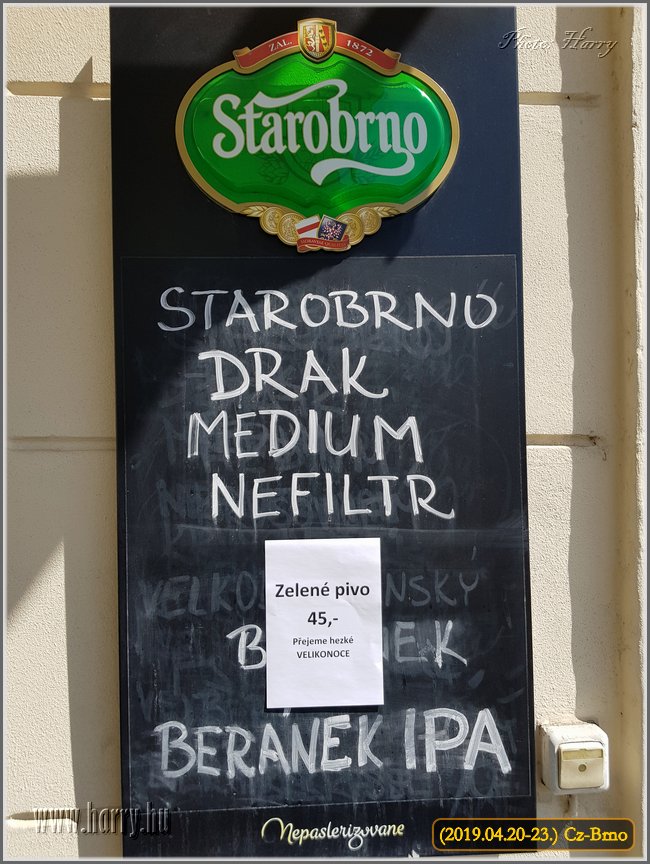 Photo Harry
ZAL. 1872
Starobrno
STAROBRNO
DRAK
MEDIUM
NEFILTR
Zelené pivo
45,-
Přejeme hezké
VELIKONOCE
BERÁNEK IPA
Nepasterizované
www.harry.hu
(2019.04.20-23.) Cz-Brno